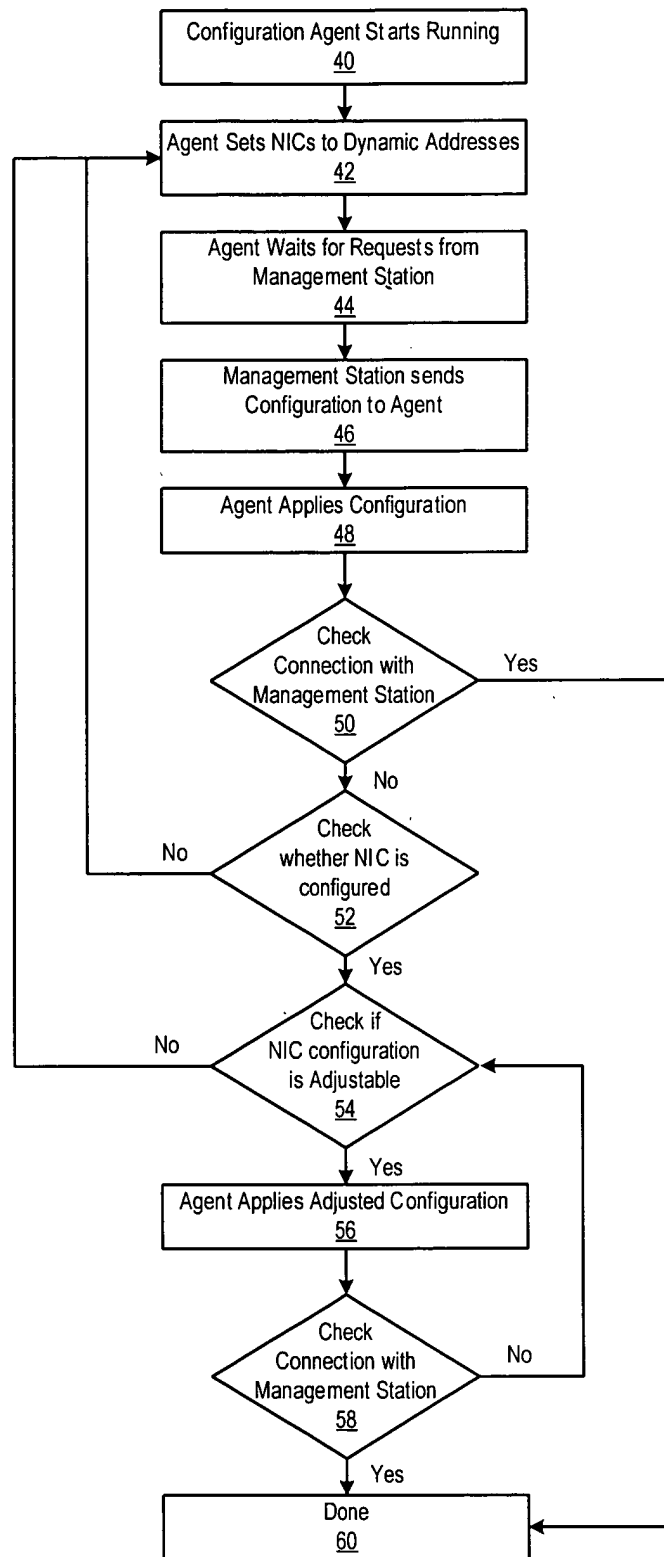 Configuration Agent Starts Running
40
Agent Sets NICs to Dynamic Addresses
42
Agent Waits for Requests from
Management Station
44
Management Station sends
Configuration to Agent
46
Agent Applies Configuration
48
Check
Connection with
Management Station
50
Yes
No
Check
whether NIC is
configured
52
No
Yes
Check if
NIC configuration
is Adjustable
54
No
Yes
Agent Applies Adjusted Configuration
56
Check
Connection with
Management Station
58
No
Yes
Done
60